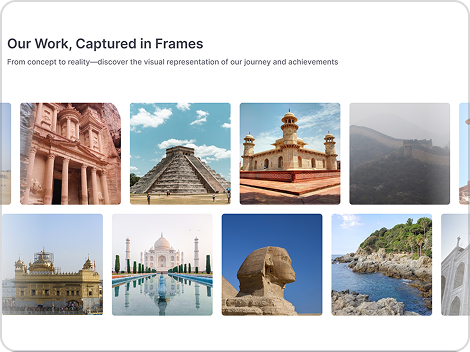 Our Work, Captured in Frames
From concept to reality—discover the visual representation of our journey and achievements